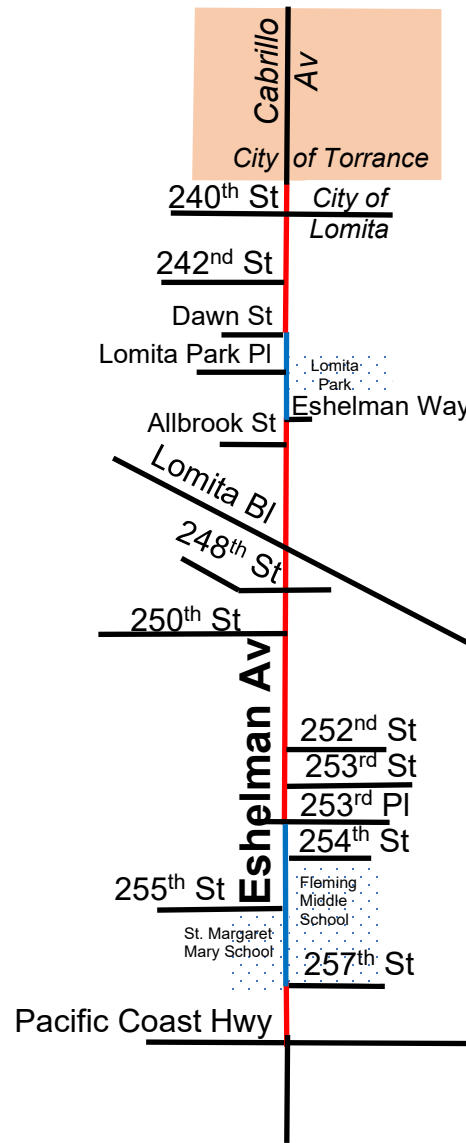 Cabrillo
Av
City of Torrance
240th St
City of
Lomita
242nd St
Dawn St
Lomita Park Pl
Lomita
Park
Eshelman Way
Allbrook St
Lomita Bl
248th St
250th St
Eshelman Av
252nd St
253rd St
253rd Pl
254th St
255th St
Fleming
Middle
School
St. Margaret
Mary School
257th St
Pacific Coast Hwy